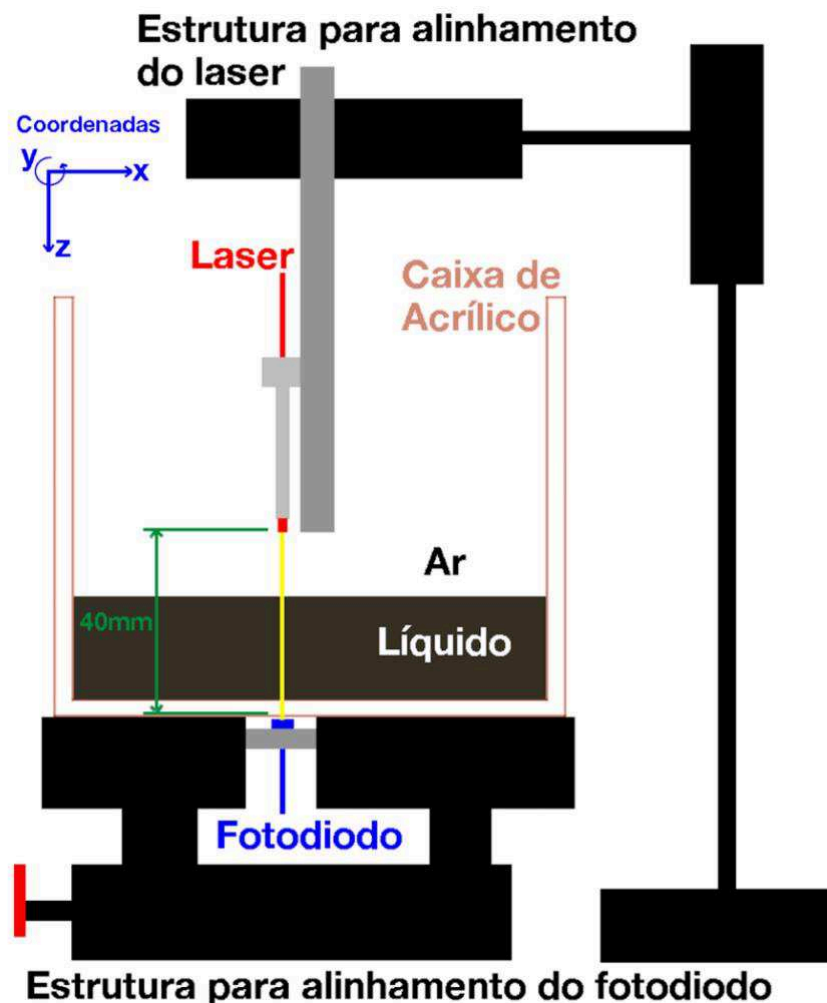 Estrutura para alinhamento
do laser
Coordenadas
y
x
z
Laser
Caixa de
Acrílico
Ar
40mm
Líquido
Fotodiodo
Estrutura para alinhamento do fotodiodo